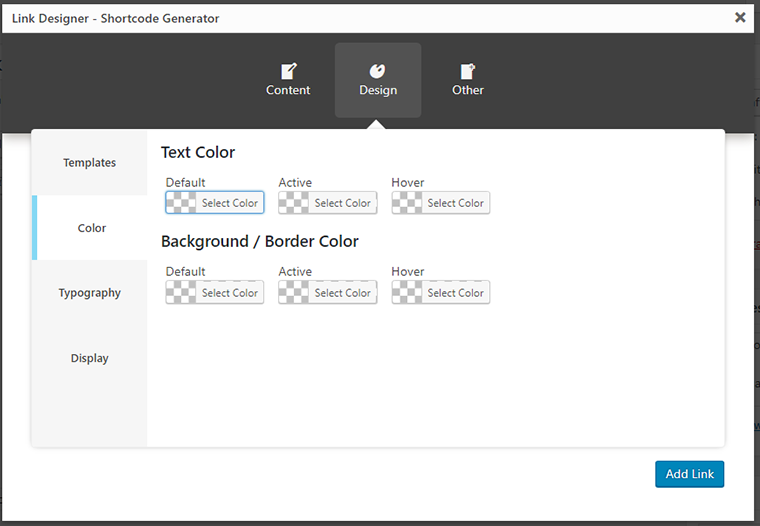 Link Designer - Shortcode Generator
Content
Design
Other
Templates
Color
Typography
Display
Text Color
Default Active Hover
Select Color Select Color Select Color
Background / Border Color
Default Active Hover
Select Color Select Color Select Color
Add Link